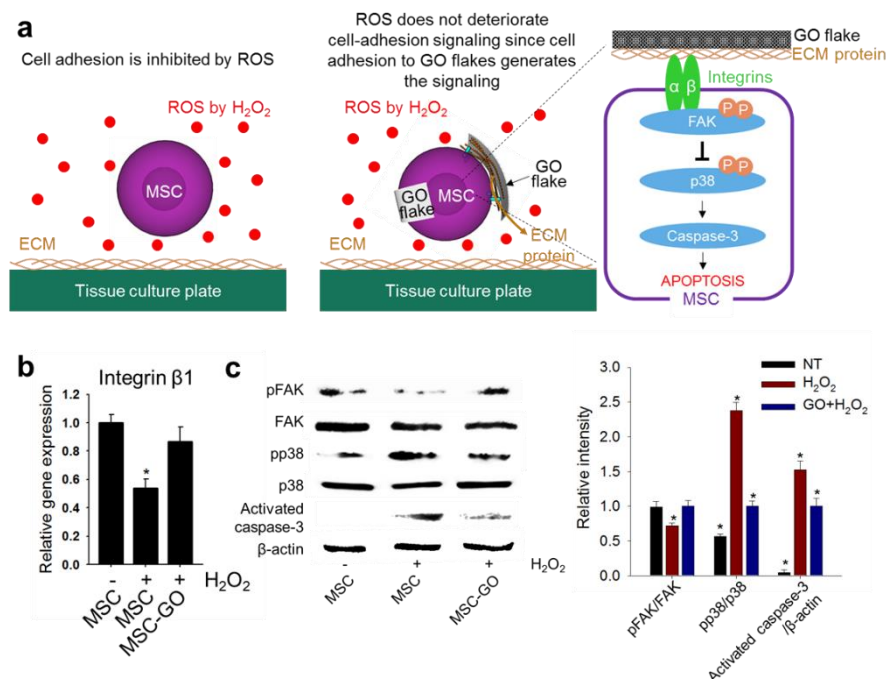 a
Cell adhesion is inhibited by ROS
ROS by H₂O₂
MSC
ECM
Tissue culture plate
ROS does not deteriorate
cell-adhesion signaling since cell
adhesion to GO flakes generates
the signaling
ROS by H₂O₂
MSC
GO
flake
GO
flake
ECM
ECM
protein
Tissue culture plate
GO flake
ECM protein
Integrins
α β
P P
FAK
P P
p38
Caspase-3
APOPTOSIS
MSC
b
Integrin β1
Relative gene expression
1.2
1.0
0.8
0.6
0.4
0.2
0.0
*
- + + H₂O₂
MSC
MSC
MSC-GO
c
pFAK
FAK
pp38
p38
Activated
caspase-3
β-actin
- + + H₂O₂
MSC
MSC
MSC-GO
Relative intensity
3.0
2.5
2.0
1.5
1.0
0.5
0.0
NT
H₂O₂
GO+H₂O₂
*
* * *
* * *
pFAK/FAK
pp38/p38
Activated caspase-3
/β-actin